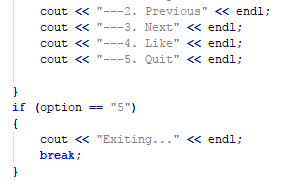 cout << "---2. Previous" << endl;
cout << "---3. Next" << endl;
cout << "---4. Like" << endl;
cout << "---5. Quit" << endl;
}
if (option == "5")
{
cout << "Exiting..." << endl;
break;
}